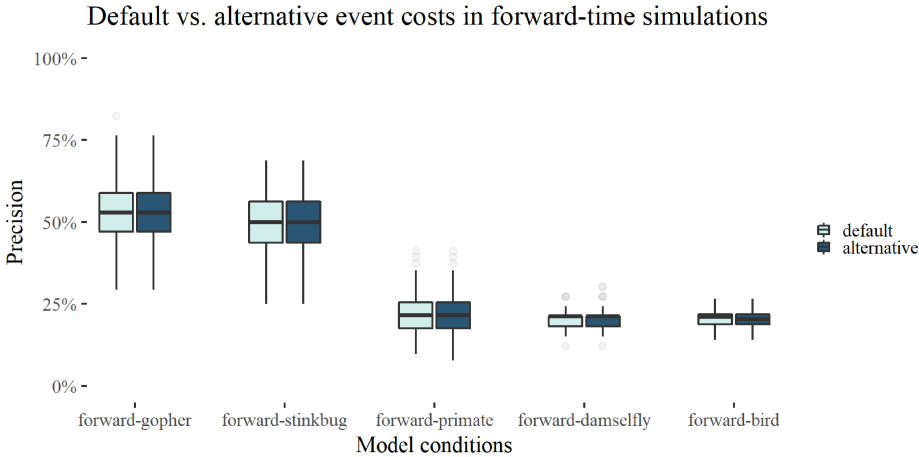 Default vs. alternative event costs in forward-time simulations
100%
75%
50%
25%
0%
Precision
forward-gopher forward-stinkbug forward-primate forward-damselfly forward-bird
Model conditions
default
alternative